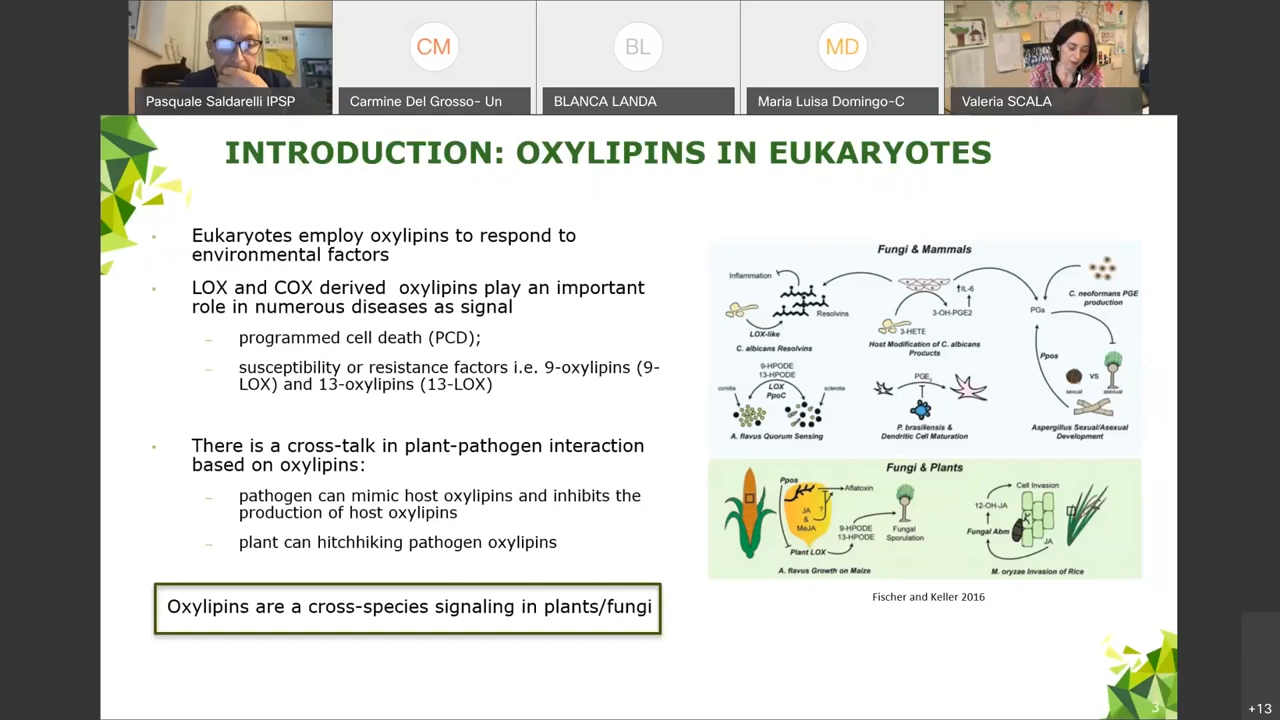 CM
BL
MD
Pasquale Saldarelli IPSP
Carmine Del Grosso- Un
BLANCA LANDA
Maria Luisa Domingo-C
Valeria SCALA
INTRODUCTION: OXYLIPINS IN EUKARYOTES
Eukaryotes employ oxylipins to respond to
environmental factors
LOX and COX derived oxylipins play an important
role in numerous diseases as signal
programmed cell death (PCD);
susceptibility or resistance factors i.e. 9-oxylipins (9-
LOX) and 13-oxylipins (13-LOX)
There is a cross-talk in plant-pathogen interaction
based on oxylipins:
pathogen can mimic host oxylipins and inhibits the
production of host oxylipins
plant can hitchhiking pathogen oxylipins
Oxylipins are a cross-species signaling in plants/fungi
Fungi & Mammals
Inflammation
Resolvins
LOX-like
C. albicans Resolvins
↑IL-6
3-OH-PGE2
3-HETE
Host Modification of C. albicans
Products
C. neoformans PGE
production
PGs
9-HPODE
13-HPODE
LOX
PpoC
conidia
sclerotia
A. flavus Quorum Sensing
PGE2
P. brasiliensis &
Dendritic Cell Maturation
Ppos
VS
sexual
asexual
Aspergillus Sexual/Asexual
Development
Fungi & Plants
Ppos
Aflatoxin
JA
&
MeJA
?
9-HPODE
13-HPODE
Plant LOX
Fungal
Sporulation
A. flavus Growth on Maize
Cell Invasion
12-OH-JA
Fungal Abm
JA
M. oryzae Invasion of Rice
Fischer and Keller 2016
3
+13